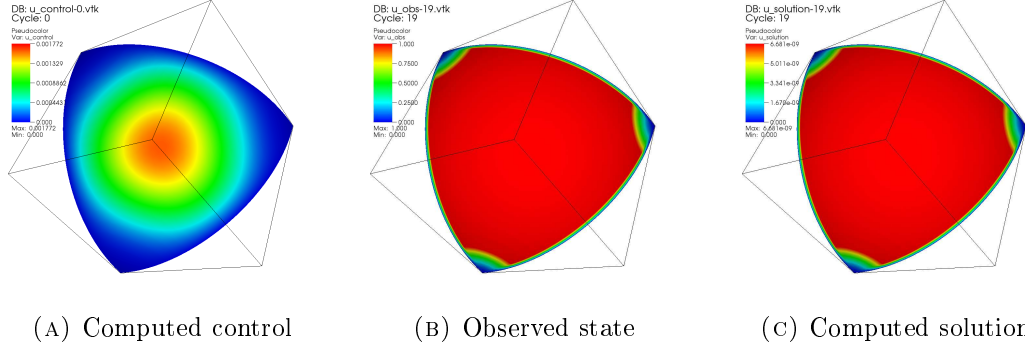 DB: u_control-0.vtk
Cycle: 0
Pseudocolor
Var: u_control
0.001772
0.001329
0.0008862
0.0004431
0.000
Max: 0.001772
Min: 0.000
DB: u_obs-19.vtk
Cycle: 19
Pseudocolor
Var: u_obs
1.000
0.7500
0.5000
0.2500
0.000
Max: 1.000
Min: 0.000
DB: u_solution-19.vtk
Cycle: 19
Pseudocolor
Var: u_solution
6.681e-09
5.011e-09
3.341e-09
1.670e-09
0.000
Max: 6.681e-09
Min: 0.000
(A) Computed control
(B) Observed state
(C) Computed solution